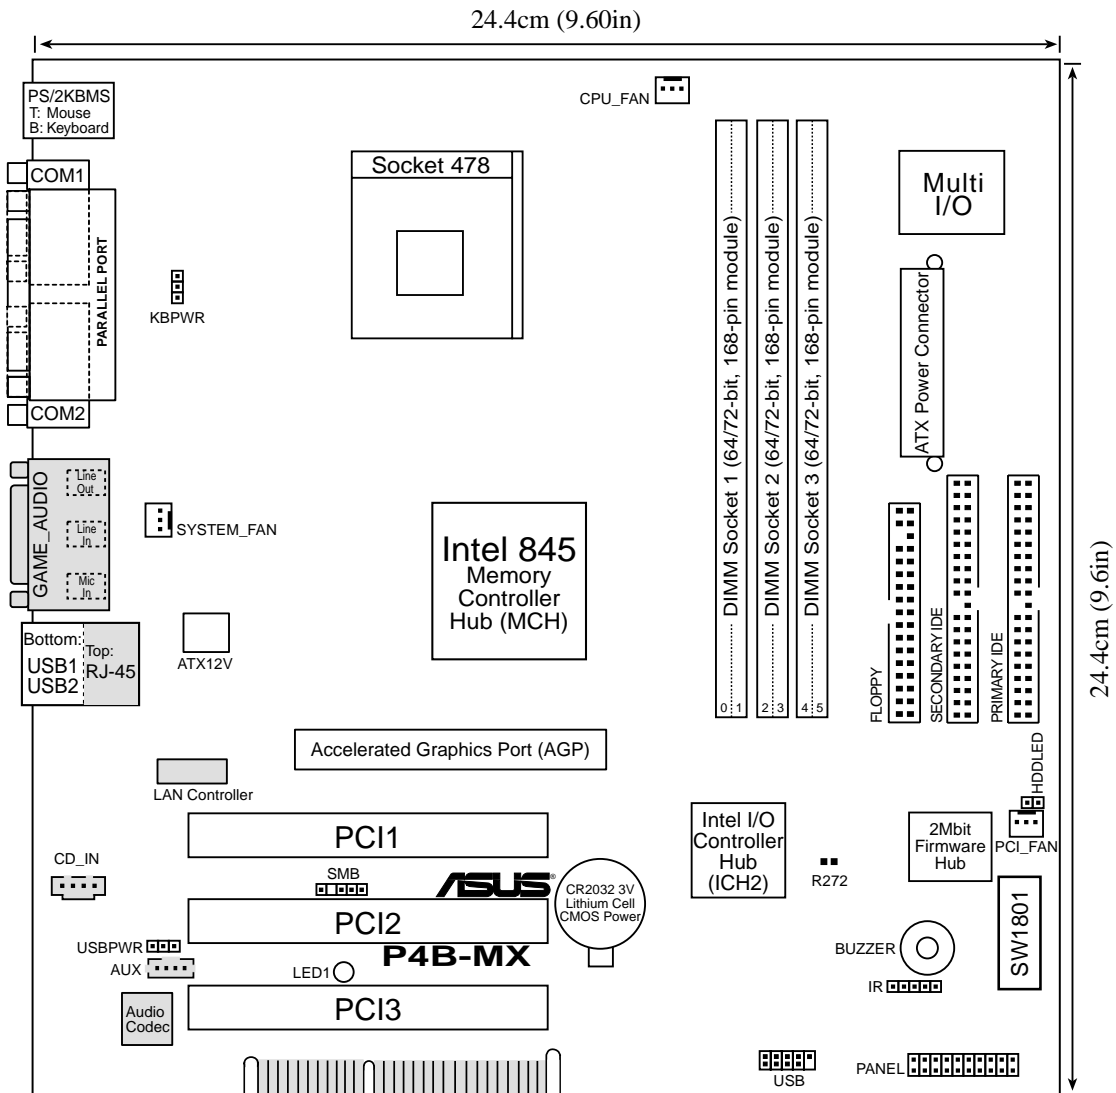 24.4cm (9.60in)
PS/2KBMS
T: Mouse
B: Keyboard
CPU_FAN
COM1
PARALLEL PORT
COM2
Socket 478
KBPWR
DIMM Socket 1 (64/72-bit, 168-pin module)
DIMM Socket 2 (64/72-bit, 168-pin module)
DIMM Socket 3 (64/72-bit, 168-pin module)
0 1
2 3
4 5
Multi
I/O
ATX Power Connector
24.4cm (9.6in)
GAME_AUDIO
Line
Out
Line
In
Mic
In
SYSTEM_FAN
Intel 845
Memory
Controller
Hub (MCH)
ATX12V
Bottom:
USB1
USB2
Top:
RJ-45
FLOPPY
SECONDARY IDE
PRIMARY IDE
Accelerated Graphics Port (AGP)
LAN Controller
HDDLED
PCI_FAN
PCI1
Intel I/O
Controller
Hub
(ICH2)
R272
2Mbit
Firmware
Hub
CD_IN
SMB
ASUS®
CR2032 3V
Lithium Cell
CMOS Power
PCI2
P4B-MX
SW1801
USBPWR
AUX
LED1
BUZZER
IR
Audio
Codec
PCI3
USB
PANEL